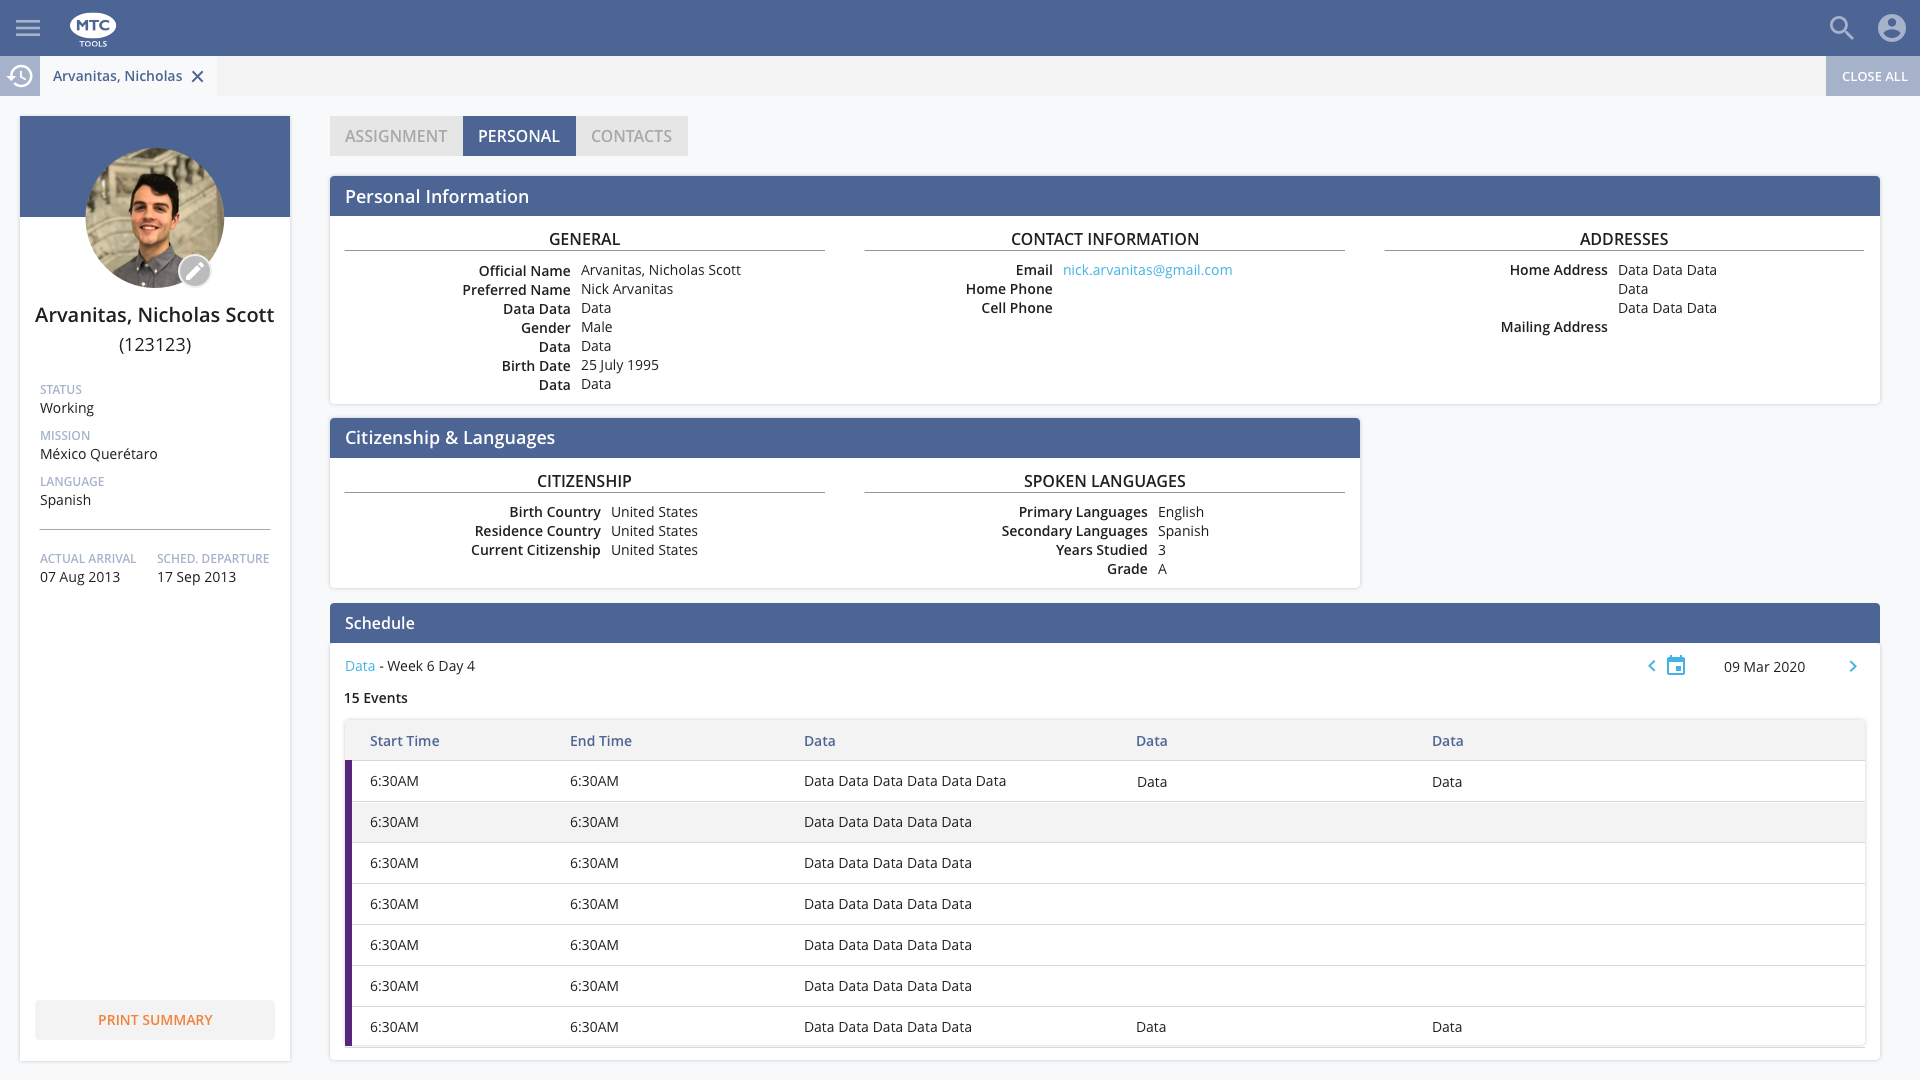 MTC
TOOLS
Arvanitas, Nicholas
CLOSE ALL
Arvanitas, Nicholas Scott
(123123)
STATUS
Working
MISSION
México Querétaro
LANGUAGE
Spanish
ACTUAL ARRIVAL SCHED. DEPARTURE
07 Aug 2013 17 Sep 2013
PRINT SUMMARY
ASSIGNMENT PERSONAL CONTACTS
Personal Information
GENERAL
Official Name Arvanitas, Nicholas Scott
Preferred Name Nick Arvanitas
Data Data Data
Gender Male
Data Data
Birth Date 25 July 1995
Data Data
CONTACT INFORMATION
Email nick.arvanitas@gmail.com
Home Phone
Cell Phone
ADDRESSES
Home Address Data Data Data
Data
Data Data Data
Mailing Address
Citizenship & Languages
CITIZENSHIP
Birth Country United States
Residence Country United States
Current Citizenship United States
SPOKEN LANGUAGES
Primary Languages English
Secondary Languages Spanish
Years Studied 3
Grade A
Schedule
Data - Week 6 Day 4
09 Mar 2020
15 Events
Start Time End Time Data Data Data
6:30AM 6:30AM Data Data Data Data Data Data Data Data
6:30AM 6:30AM Data Data Data Data Data
6:30AM 6:30AM Data Data Data Data Data
6:30AM 6:30AM Data Data Data Data Data
6:30AM 6:30AM Data Data Data Data Data
6:30AM 6:30AM Data Data Data Data Data
6:30AM 6:30AM Data Data Data Data Data Data Data